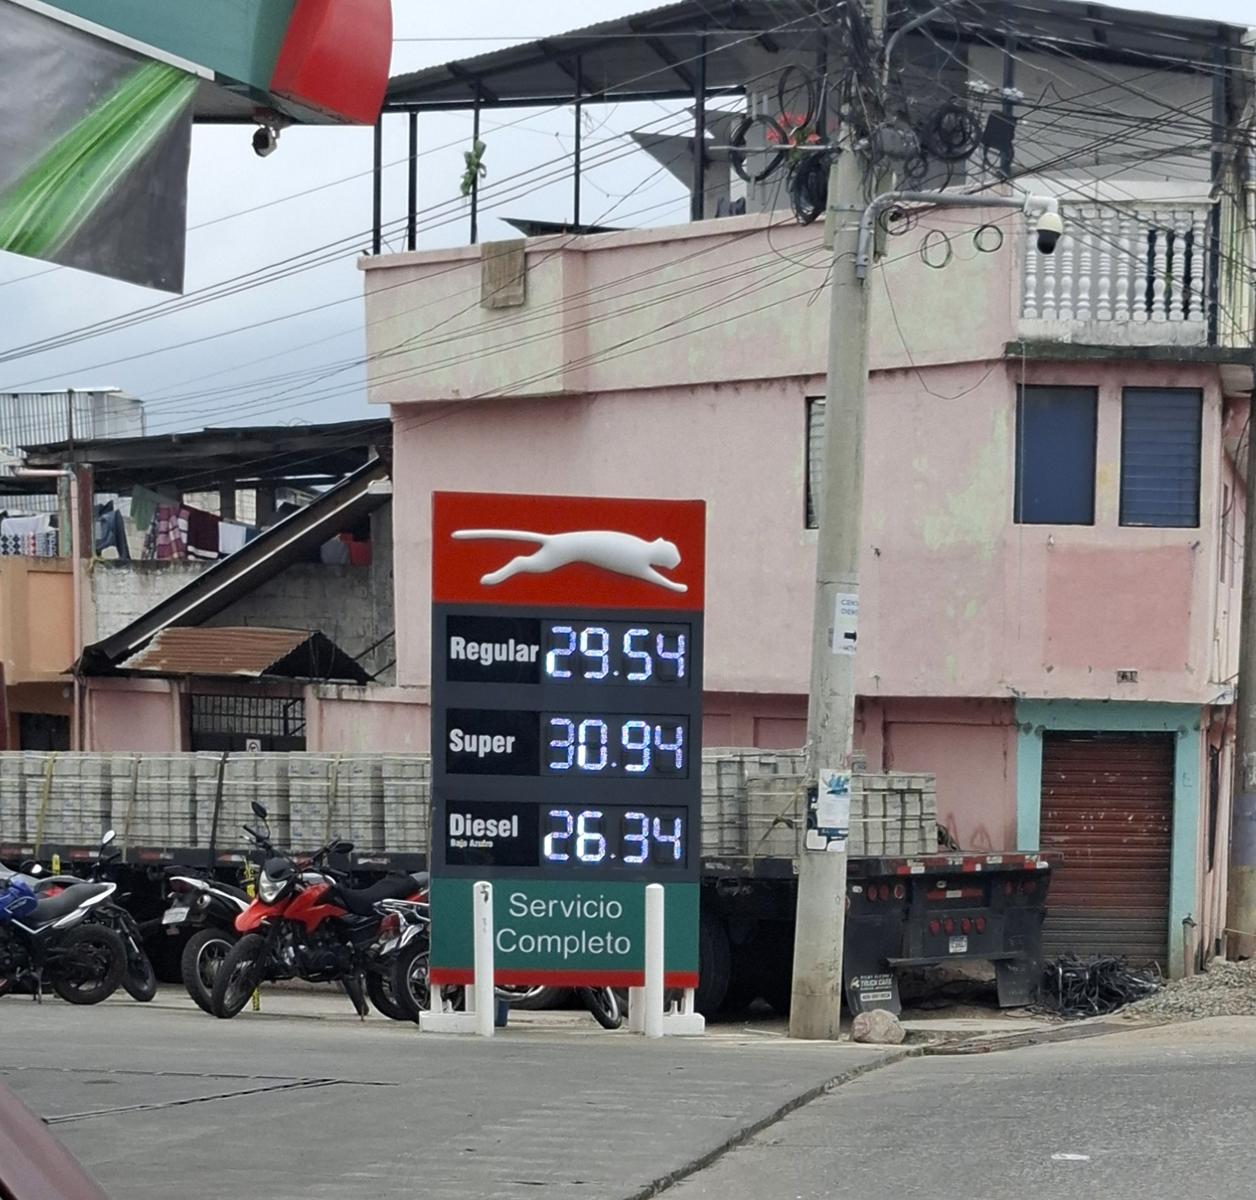 Regular 29.54
Super 30.94
Diesel 26.34
Bajo Azufre
Servicio
Completo